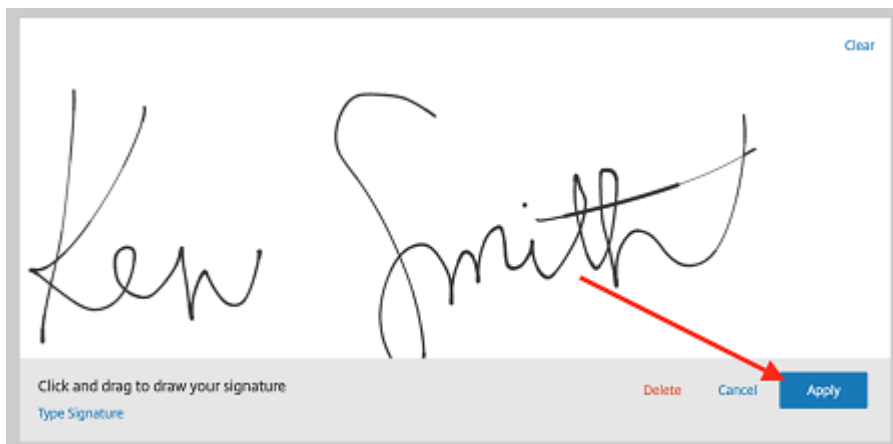 Clear
Ken Smith
Click and drag to draw your signature
Delete Cancel Apply
Type Signature